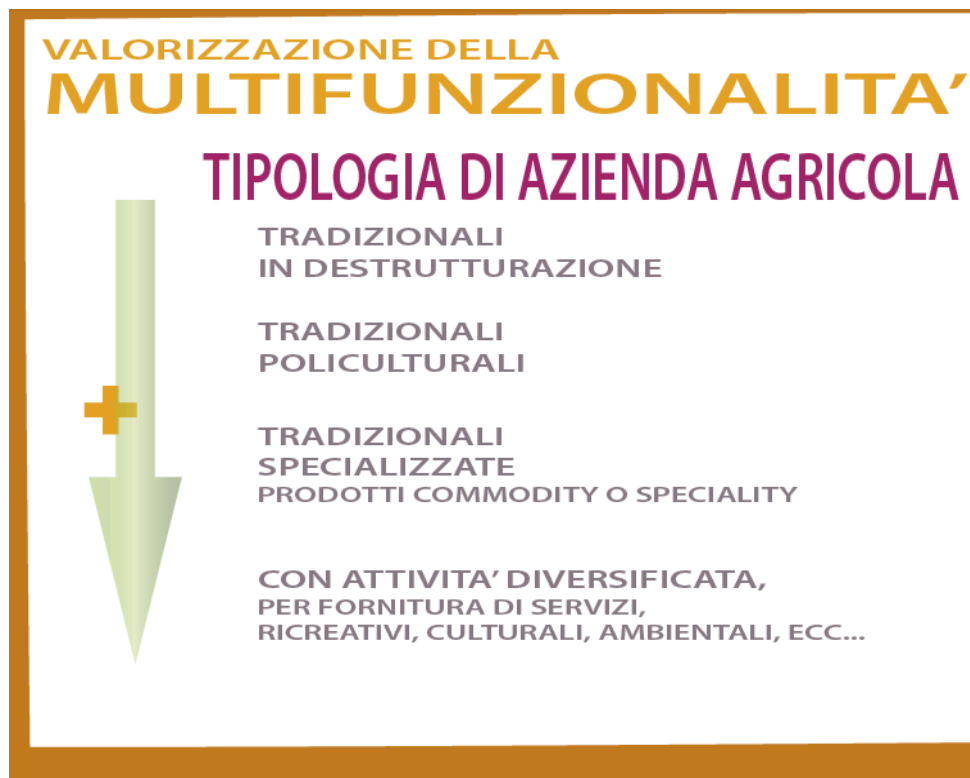 VALORIZZAZIONE DELLA
MULTIFUNZIONALITA'
TIPOLOGIA DI AZIENDA AGRICOLA
TRADIZIONALI
IN DESTRUTTURAZIONE
TRADIZIONALI
POLICULTURALI
TRADIZIONALI
SPECIALIZZATE
PRODOTTI COMMODITY O SPECIALITY
CON ATTIVITA' DIVERSIFICATA,
PER FORNITURA DI SERVIZI,
RICREATIVI, CULTURALI, AMBIENTALI, ECC...